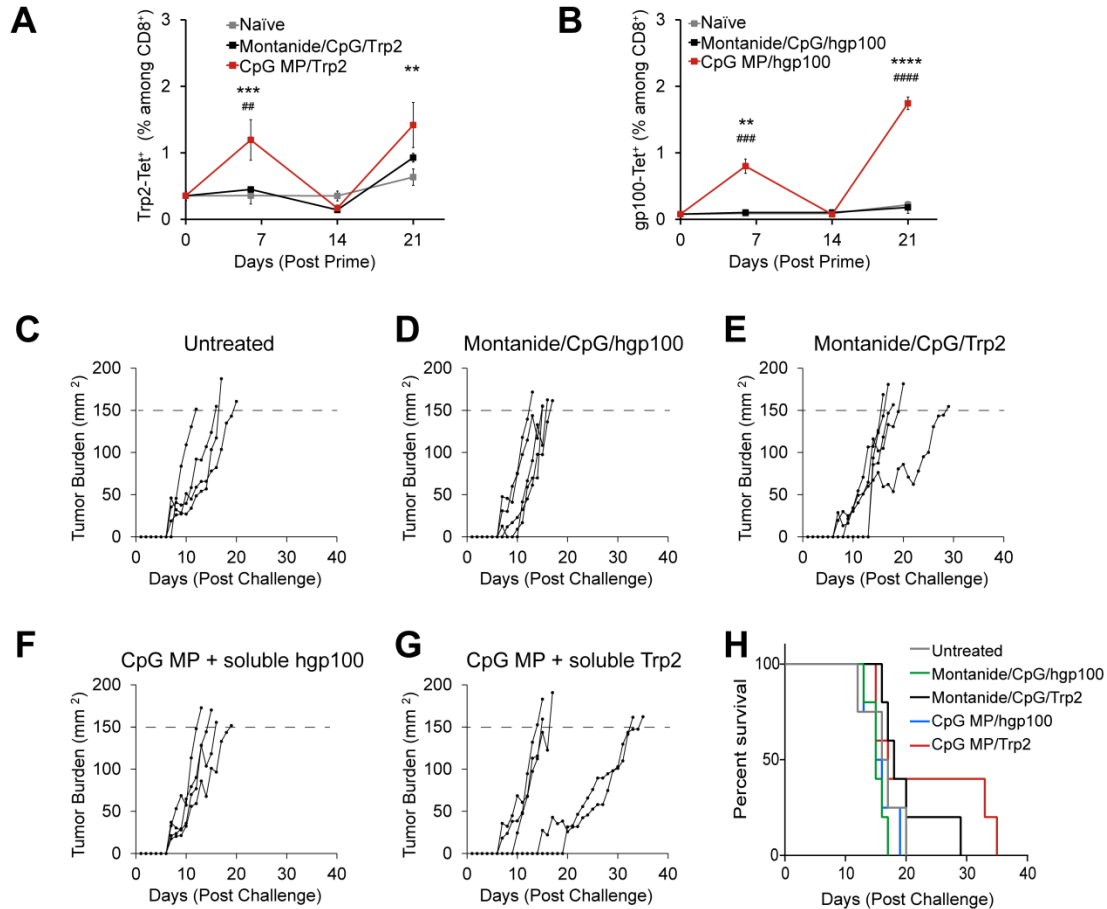 A
Trp2-Tet⁺ (% among CD8⁺)
3
2
1
0
Naïve
Montanide/CpG/Trp2
CpG MP/Trp2
***
##
**
0
7
14
21
Days (Post Prime)
B
gp100-Tet⁺ (% among CD8⁺)
3
2
1
0
Naïve
Montanide/CpG/hgp100
CpG MP/hgp100
**
###
****
####
0
7
14
21
Days (Post Prime)
C
Untreated
Tumor Burden (mm ²)
200
150
100
50
0
0
10
20
30
40
Days (Post Challenge)
D
Montanide/CpG/hgp100
Tumor Burden (mm ²)
200
150
100
50
0
0
10
20
30
40
Days (Post Challenge)
E
Montanide/CpG/Trp2
Tumor Burden (mm ²)
200
150
100
50
0
0
10
20
30
40
Days (Post Challenge)
F
CpG MP + soluble hgp100
Tumor Burden (mm ²)
200
150
100
50
0
0
10
20
30
40
Days (Post Challenge)
G
CpG MP + soluble Trp2
Tumor Burden (mm ²)
200
150
100
50
0
0
10
20
30
40
Days (Post Challenge)
H
Percent survival
100
50
0
Untreated
Montanide/CpG/hgp100
Montanide/CpG/Trp2
CpG MP/hgp100
CpG MP/Trp2
0
10
20
30
40
Days (Post Challenge)